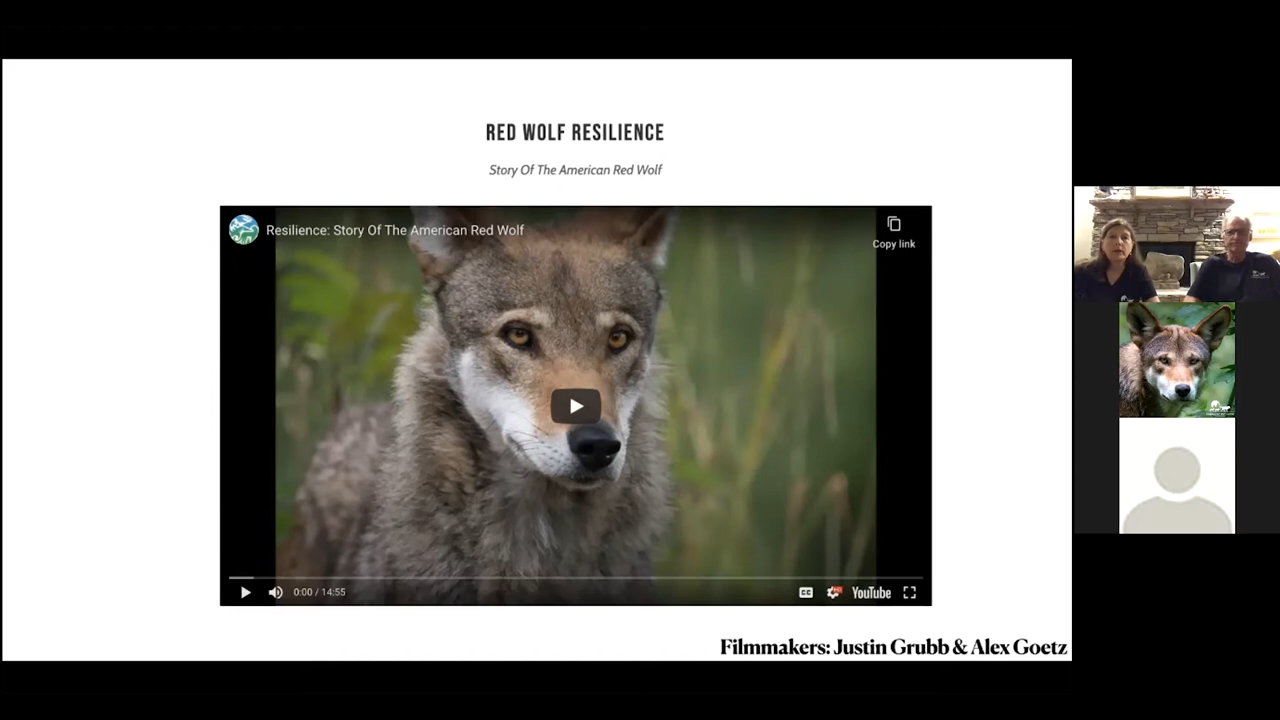 RED WOLF RESILIENCE
Story Of The American Red Wolf
Resilience: Story Of The American Red Wolf
Copy link
0:00 / 14:55
CC
YouTube
Filmmakers: Justin Grubb & Alex Goetz